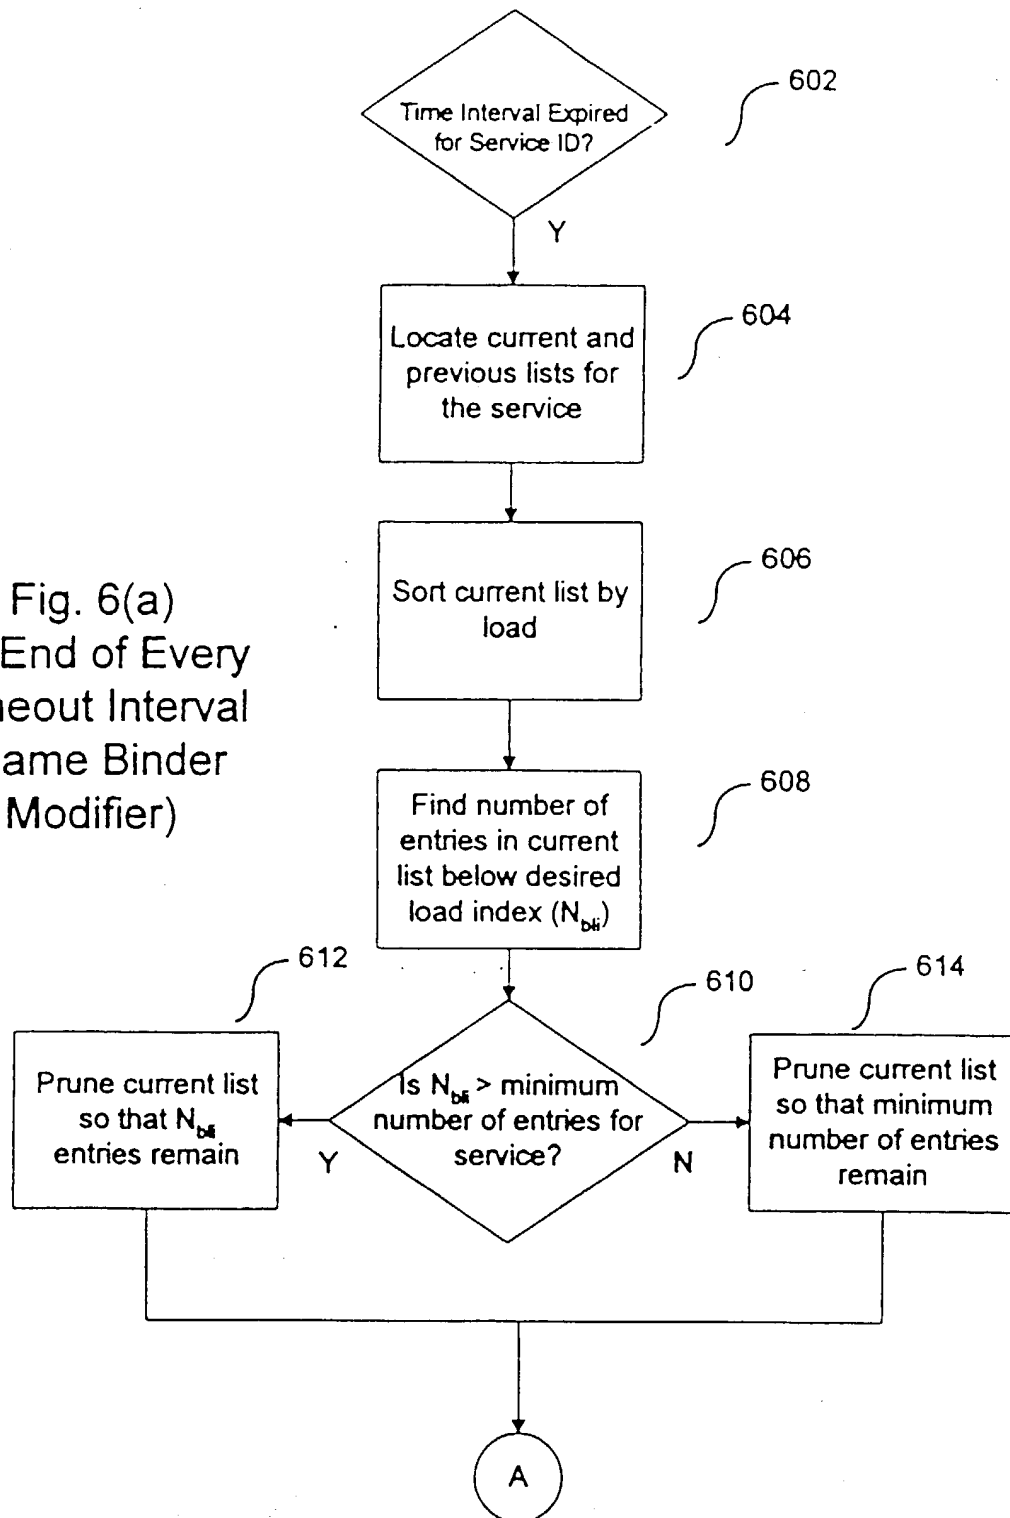 602
Time Interval Expired
for Service ID?
Y
604
Locate current and
previous lists for
the service
606
Sort current list by
load
Fig. 6(a)
End of Every
neout Interval
ame Binder
Modifier)
608
Find number of
entries in current
list below desired
load index (Nbli)
612
610
614
Prune current list
so that Nbli
entries remain
Is Nbli > minimum
number of entries for
service?
Y
N
Prune current list
so that minimum
number of entries
remain
A